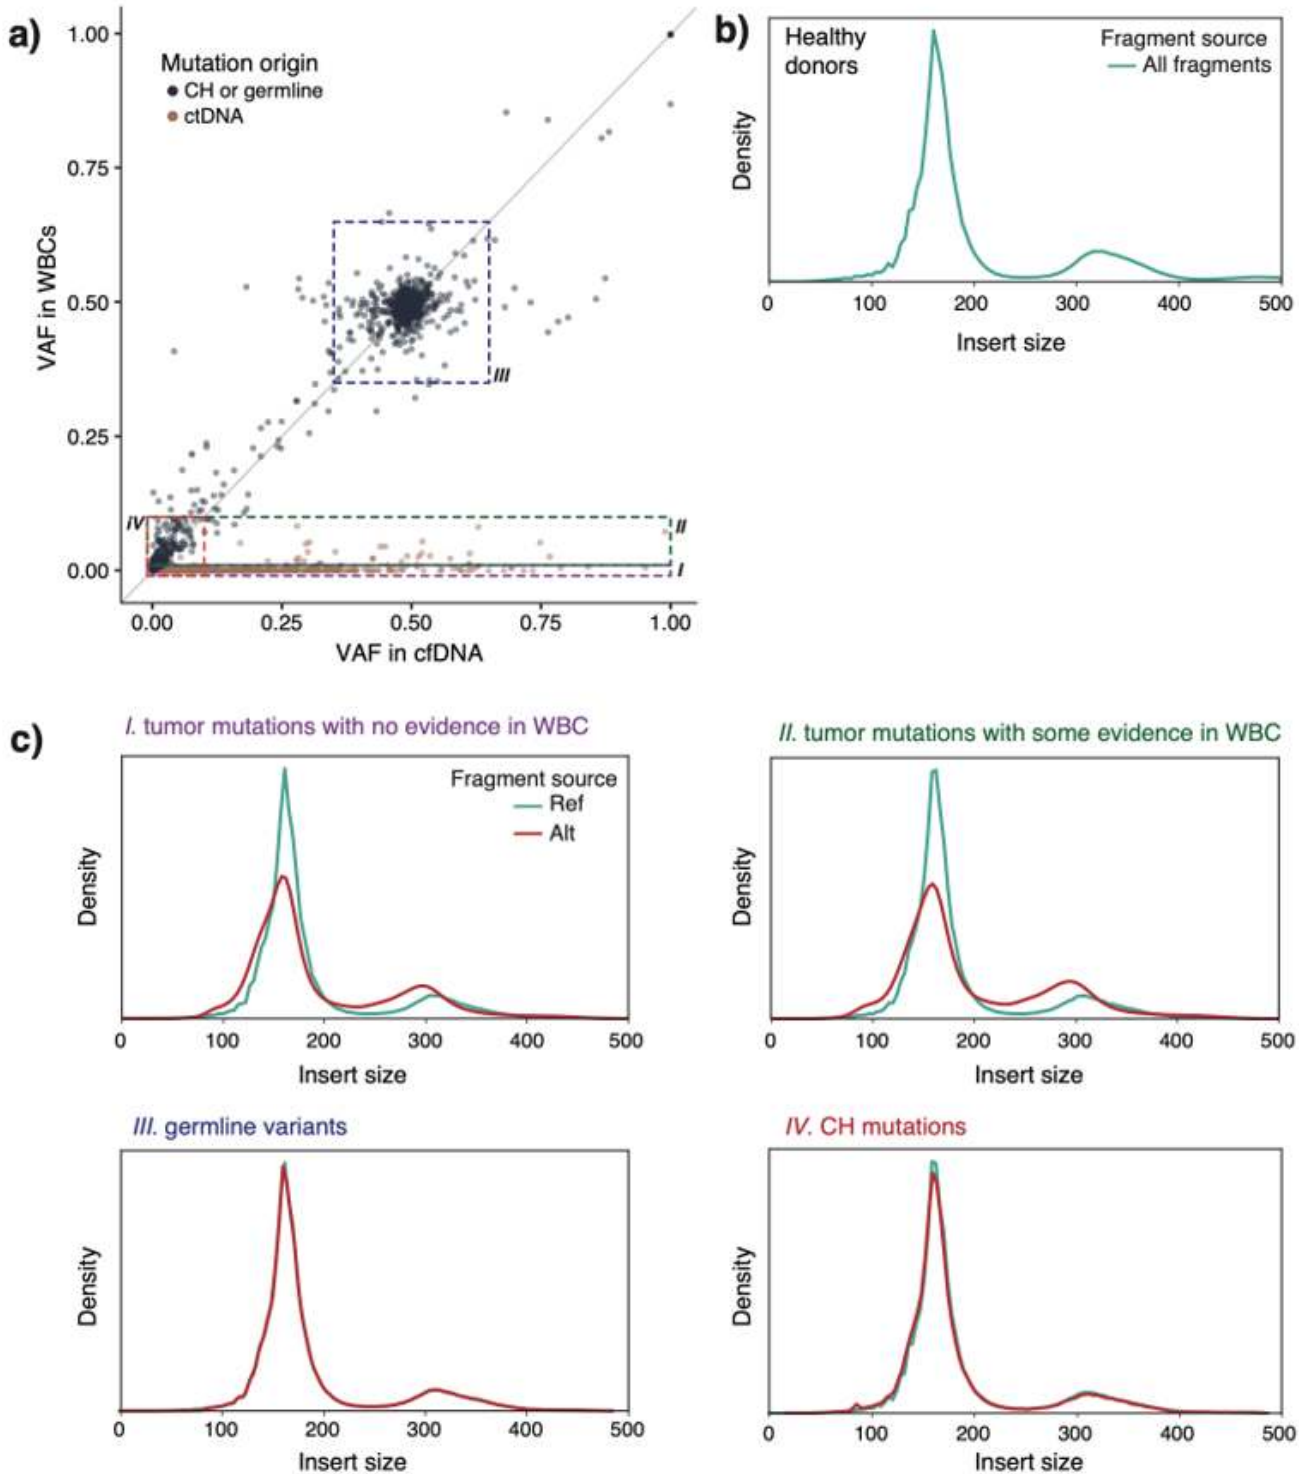 a)
Mutation origin
CH or germline
ctDNA
1.00
0.75
0.50
0.25
0.00
VAF in WBCs
III
iV
II
I
0.00 0.25 0.50 0.75 1.00
VAF in cfDNA
b)
Healthy
donors
Fragment source
All fragments
Density
0 100 200 300 400 500
Insert size
c)
I. tumor mutations with no evidence in WBC
Fragment source
Ref
Alt
Density
0 100 200 300 400 500
Insert size
II. tumor mutations with some evidence in WBC
Density
0 100 200 300 400 500
Insert size
III. germline variants
Density
0 100 200 300 400 500
Insert size
IV. CH mutations
Density
0 100 200 300 400 500
Insert size